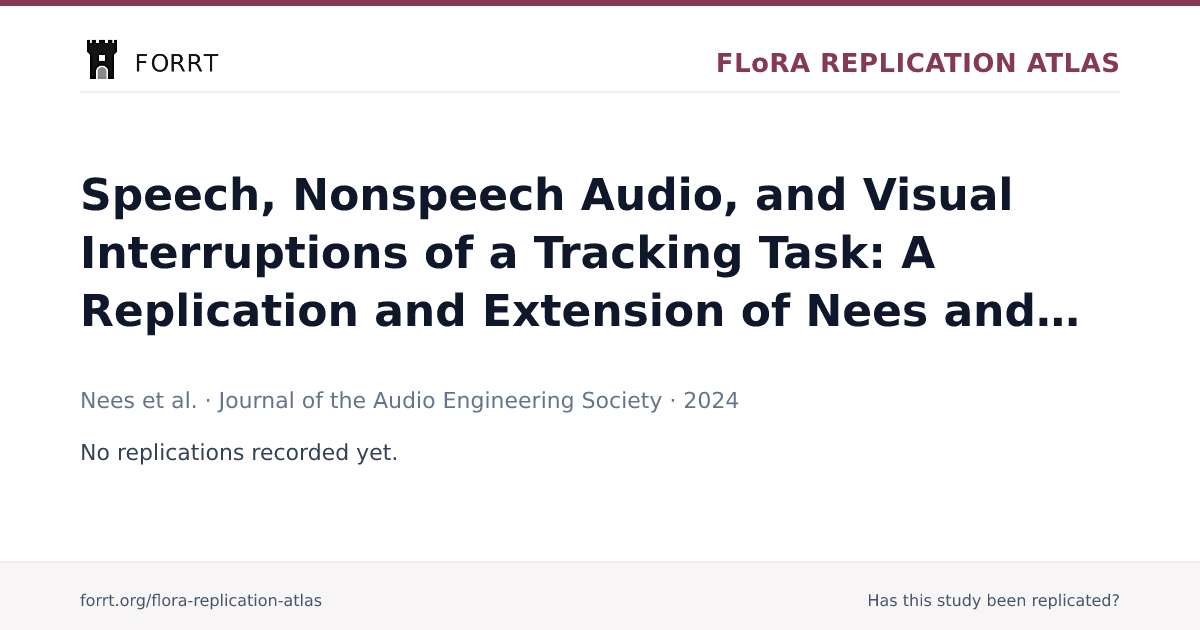 FORRT
FLoRA REPLICATION ATLAS
Speech, Nonspeech Audio, and Visual
Interruptions of a Tracking Task: A
Replication and Extension of Nees and…
Nees et al. · Journal of the Audio Engineering Society · 2024
No replications recorded yet.
forrt.org/flora-replication-atlas
Has this study been replicated?